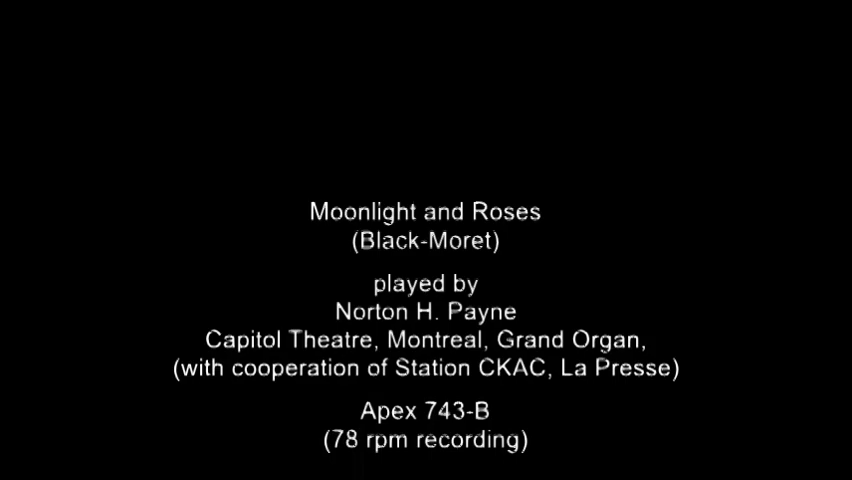 Moonlight and Roses
(Black-Moret)
played by
Norton H. Payne
Capitol Theatre, Montreal, Grand Organ,
(with cooperation of Station CKAC, La Presse)
Apex 743-B
(78 rpm recording)